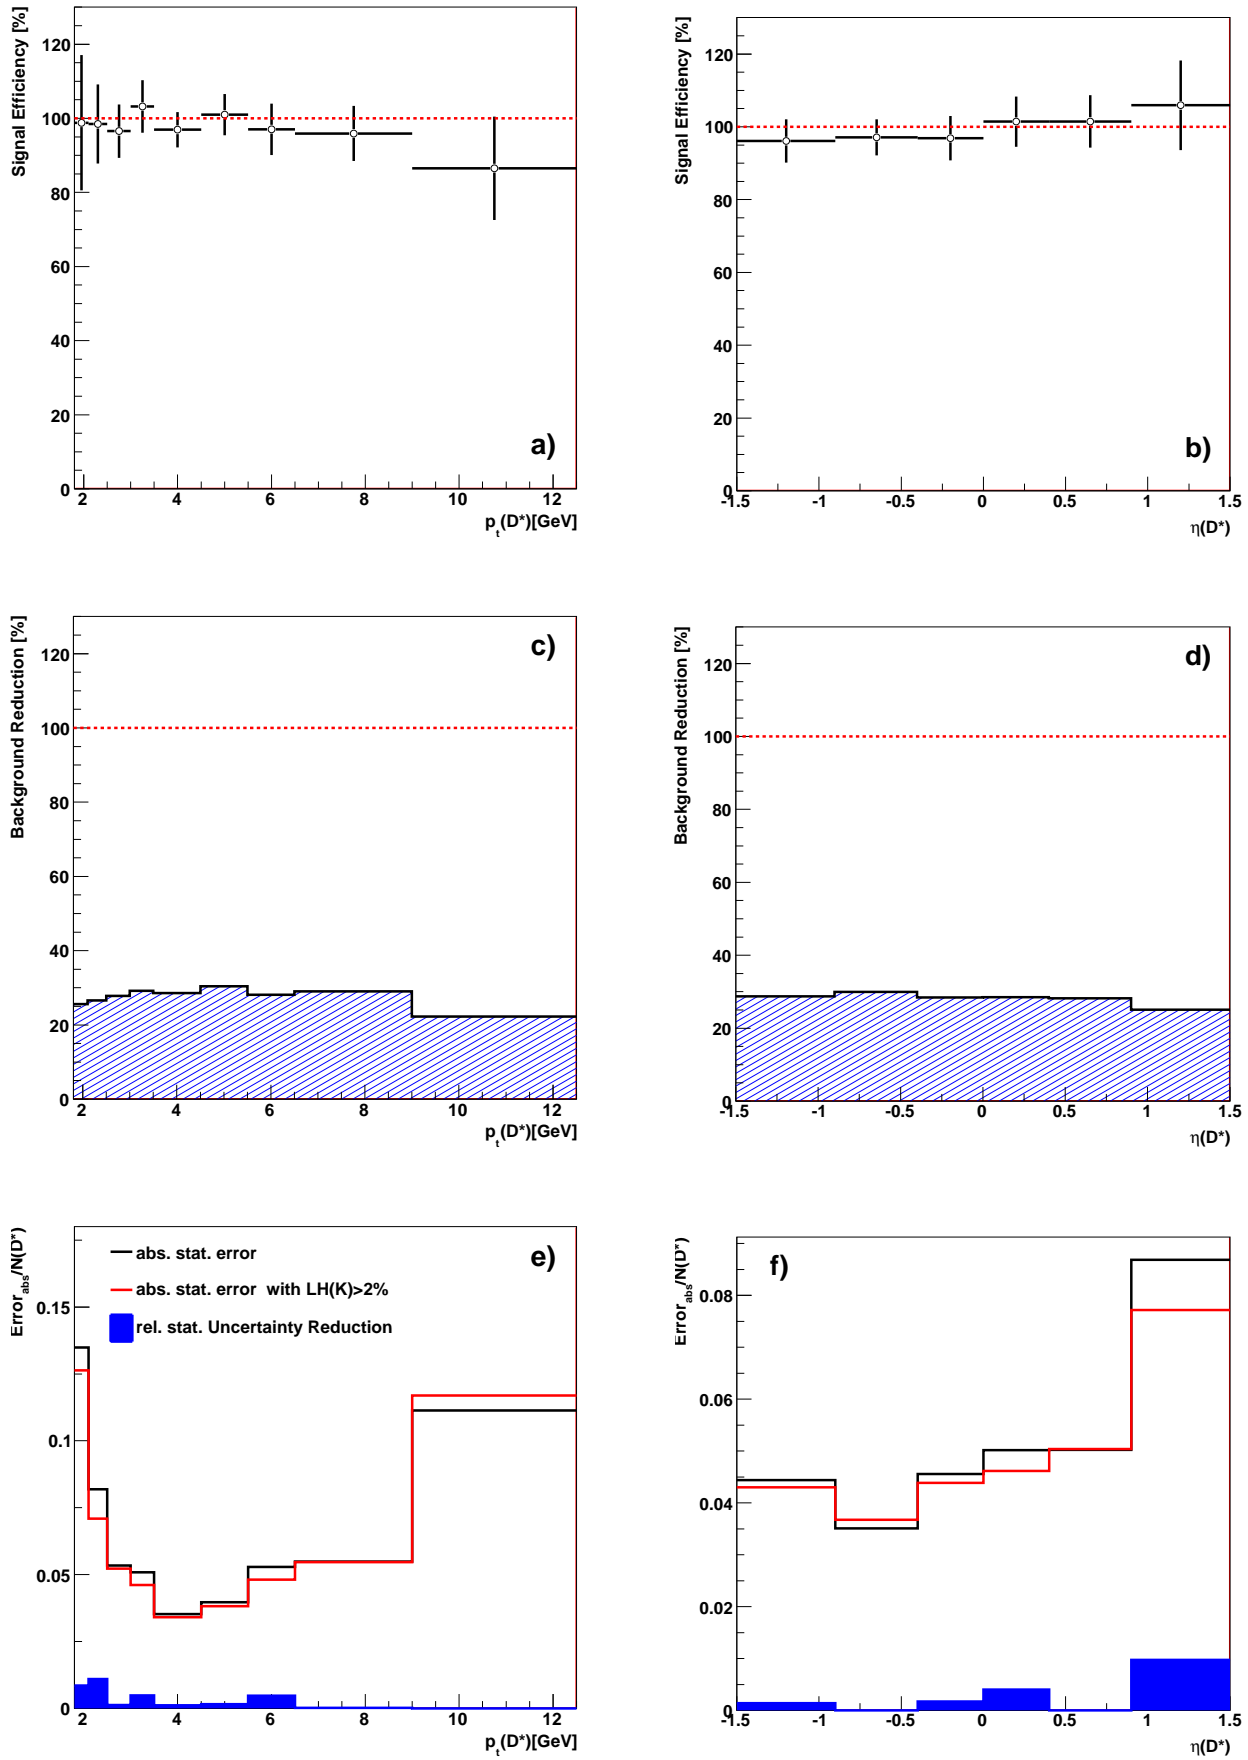 Signal Efficiency [%]
120
100
80
60
40
20
0
a)
2 4 6 8 10 12
p_t(D*)[GeV]
Signal Efficiency [%]
120
100
80
60
40
20
0
b)
-1.5 -1 -0.5 0 0.5 1 1.5
η(D*)
Background Reduction [%]
120
100
80
60
40
20
0
c)
2 4 6 8 10 12
p_t(D*)[GeV]
Background Reduction [%]
120
100
80
60
40
20
0
d)
-1.5 -1 -0.5 0 0.5 1 1.5
η(D*)
Error_abs/N(D*)
0.15
0.1
0.05
0
abs. stat. error
abs. stat. error with LH(K)>2%
rel. stat. Uncertainty Reduction
e)
2 4 6 8 10 12
p_t(D*)[GeV]
Error_abs/N(D*)
0.08
0.06
0.04
0.02
0
f)
-1.5 -1 -0.5 0 0.5 1 1.5
η(D*)